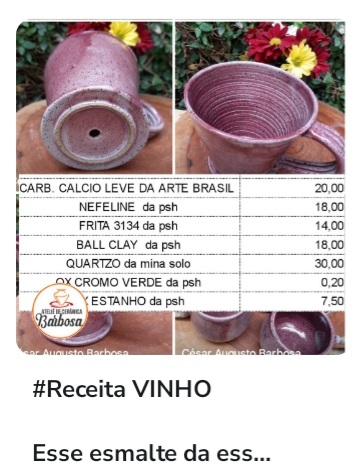 CARB. CALCIO LEVE DA ARTE BRASIL 20,00
NEFELINE da psh 18,00
FRITA 3134 da psh 14,00
BALL CLAY da psh 18,00
QUARTZO da mina solo 30,00
OX CROMO VERDE da psh 0,20
ESTANHO da psh 7,50
ATELIÊ DE CERÂMICA
Barbosa
sar Augusto Barbosa
César Augusto Barbosa
#Receita VINHO
Esse esmalte da ess...